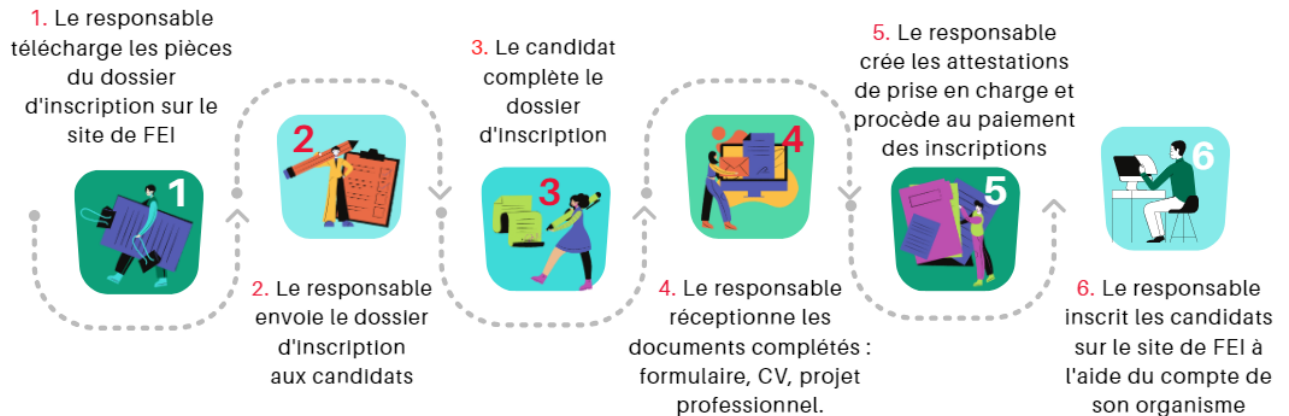 1. Le responsable
télécharge les pièces
du dossier
d'inscription sur le
site de FEI
1
2
2. Le responsable
envoie le dossier
d'inscription
aux candidats
3. Le candidat
complète le
dossier
d'inscription
3
4
4. Le responsable
réceptionne les
documents complétés :
formulaire, CV, projet
professionnel.
5. Le responsable
crée les attestations
de prise en charge et
procède au paiement
des inscriptions
5
6
6. Le responsable
inscrit les candidats
sur le site de FEI à
l'aide du compte de
son organisme